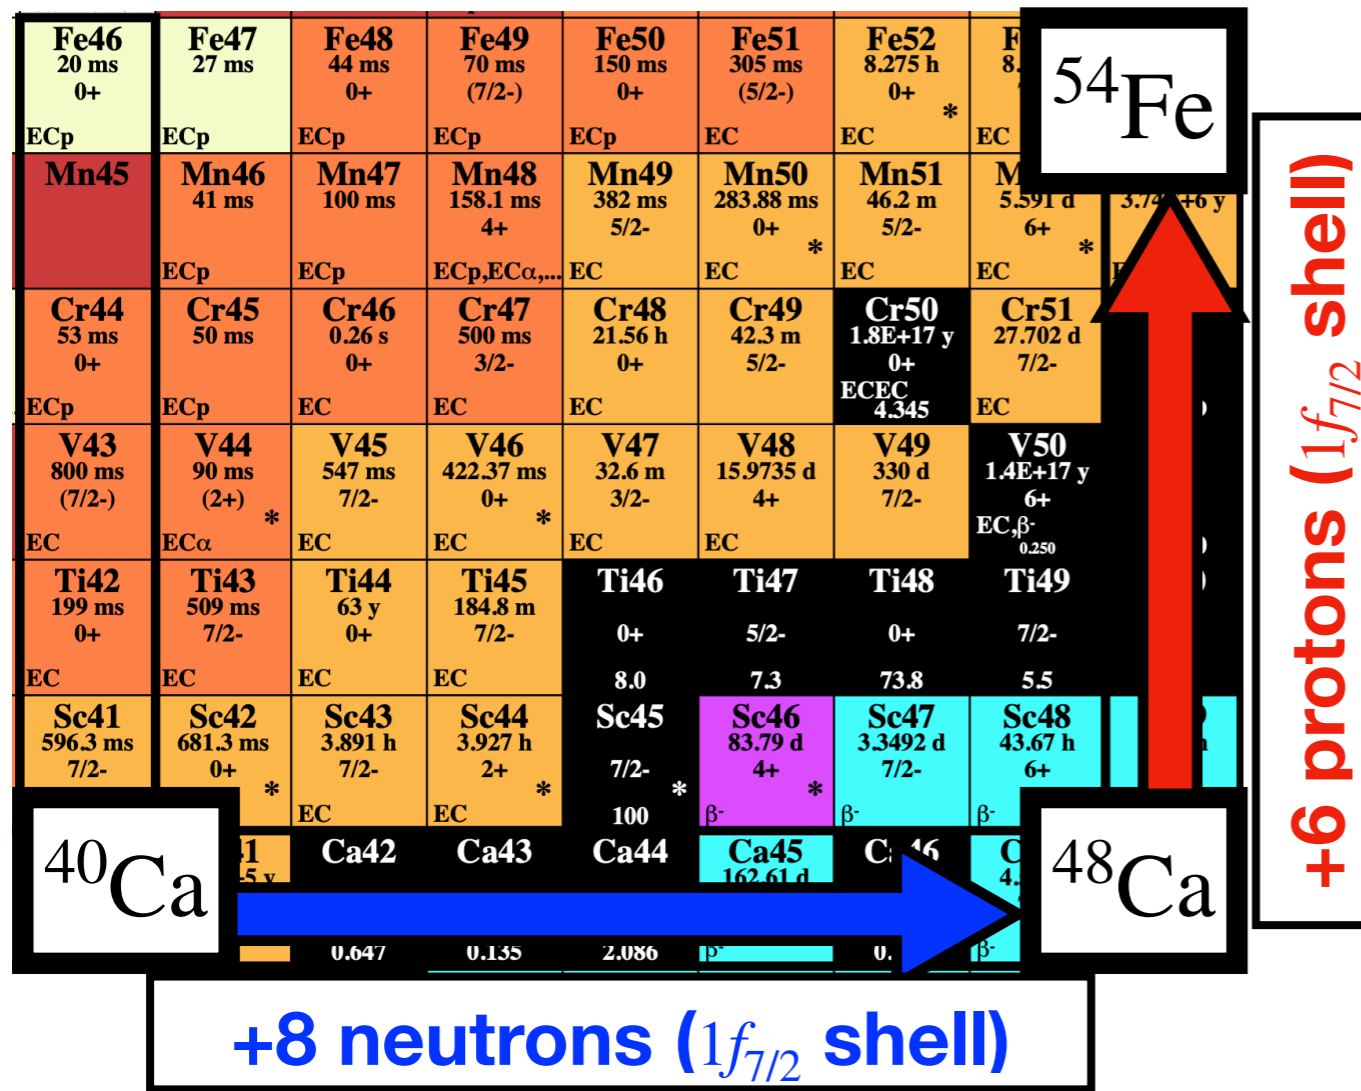 Fe46 Fe47 Fe48 Fe49 Fe50 Fe51 Fe52
20 ms 27 ms 44 ms 70 ms 150 ms 305 ms 8.275 h
0+ 0+ (7/2-) 0+ (5/2-) 0+
*
ECp ECp ECp ECp ECp EC EC EC
54Fe
Mn45 Mn46 Mn47 Mn48 Mn49 Mn50 Mn51
41 ms 100 ms 158.1 ms 382 ms 283.88 ms 46.2 m 5.591 d
4+ 5/2- 0+ 5/2- 6+
* *
ECp ECp ECp,ECα,... EC EC EC EC
Cr44 Cr45 Cr46 Cr47 Cr48 Cr49 Cr50 Cr51
53 ms 50 ms 0.26 s 500 ms 21.56 h 42.3 m 1.8E+17 y 27.702 d
0+ 0+ 3/2- 0+ 5/2- 0+ 7/2-
ECp ECp EC EC EC ECEC EC
4.345
V43 V44 V45 V46 V47 V48 V49 V50
800 ms 90 ms 547 ms 422.37 ms 32.6 m 15.9735 d 330 d 1.4E+17 y
(7/2-) (2+) 7/2- 0+ 3/2- 4+ 7/2- 6+
* *
EC ECα EC EC EC EC EC,β-
0.250
Ti42 Ti43 Ti44 Ti45 Ti46 Ti47 Ti48 Ti49
199 ms 509 ms 63 y 184.8 m
0+ 7/2- 0+ 7/2- 0+ 5/2- 0+ 7/2-
EC EC EC EC 8.0 7.3 73.8 5.5
Sc41 Sc42 Sc43 Sc44 Sc45 Sc46 Sc47 Sc48
596.3 ms 681.3 ms 3.891 h 3.927 h 83.79 d 3.3492 d 43.67 h
7/2- 0+ 7/2- 2+ 7/2- 4+ 7/2- 6+
* * * *
EC EC 100 β- β- β-
40Ca
Ca42 Ca43 Ca44 Ca45
162.61 d
0.647 0.135 2.086 β- β-
48Ca
+8 neutrons (1f7/2 shell)
+6 protons (1f7/2 shell)